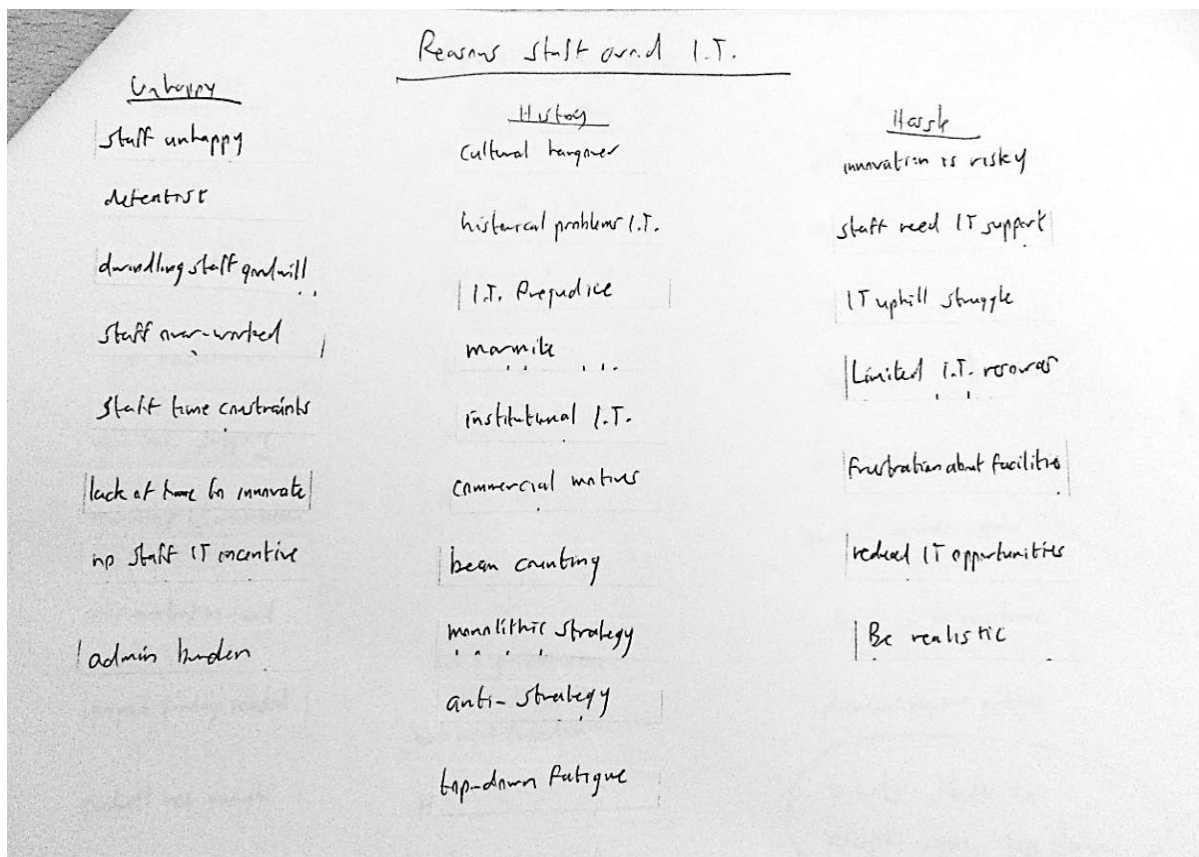 Reasons staff avoid I.T.
Unhappy
staff unhappy
defeatist
dwindling staff goodwill
staff over-worked
Staff time constraints
lack of time to innovate
no staff IT incentive
admin burden
History
cultural hangover
historical problems I.T.
I.T. Prejudice
marmite
institutional I.T.
commercial motives
bean counting
monolithic strategy
anti-strategy
top-down fatigue
Hassle
innovation is risky
staff need IT support
IT uphill struggle
Limited I.T. resources
frustration about facilities
reduced IT opportunities
Be realistic